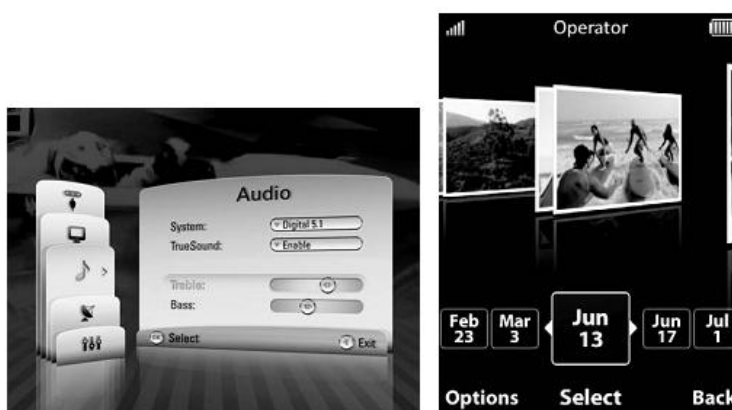 Audio
System: Digital 5.1
TrueSound: Enable
Treble:
Bass:
OK Select
Exit
Operator
Feb 23
Mar 3
Jun 13
Jun 17
Jul 1
Options Select Back